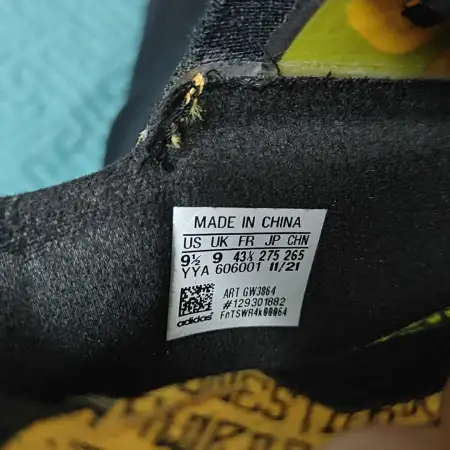 MADE IN CHINA
US UK FR JP CHN
9½ 9 43⅓ 275 265
YYA 606001 11/21
ART GW3864
#129301882
adidas